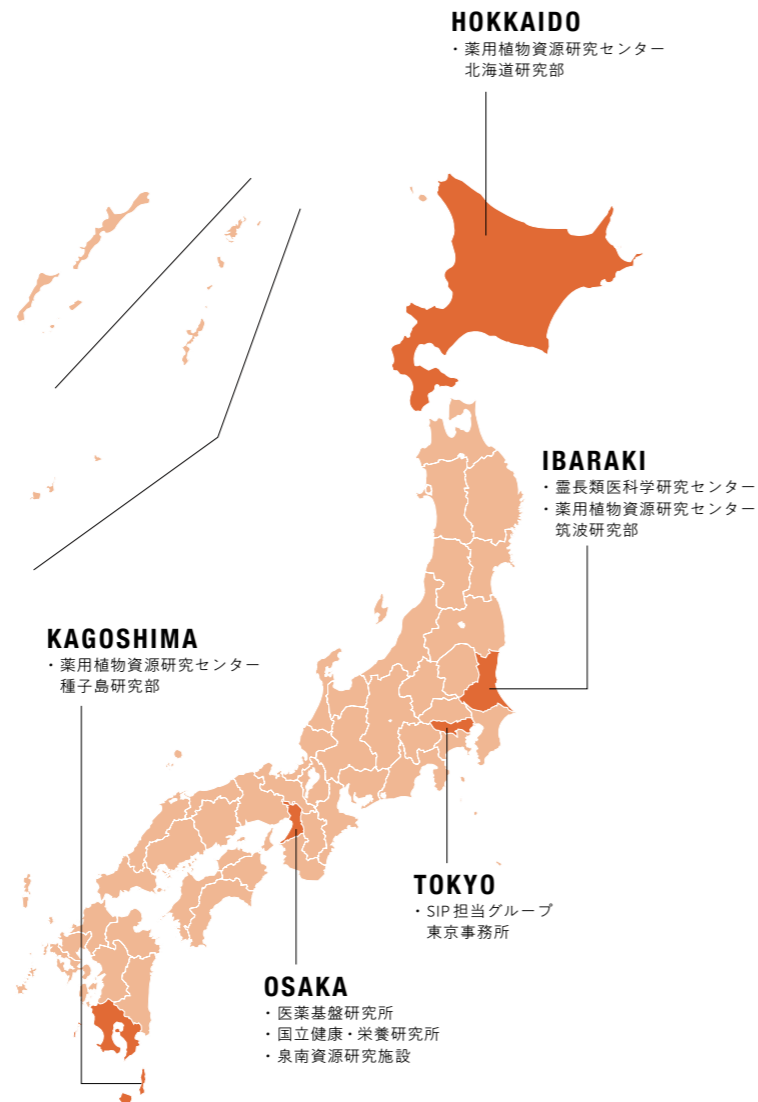 HOKKAIDO
・薬用植物資源研究センター
北海道研究部
IBARAKI
・霊長類医科学研究センター
・薬用植物資源研究センター
筑波研究部
KAGOSHIMA
・薬用植物資源研究センター
種子島研究部
TOKYO
・SIP担当グループ
東京事務所
OSAKA
・医薬基盤研究所
・国立健康・栄養研究所
・泉南資源研究施設